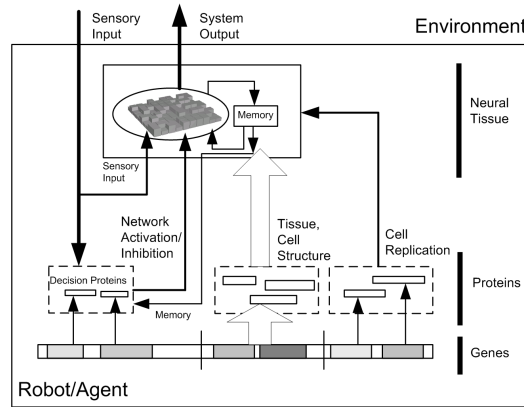 Sensory
Input
System
Output
Environment
Neural
Tissue
Memory
Sensory
Input
Network
Activation/
Inhibition
Tissue,
Cell
Structure
Cell
Replication
Decision Proteins
Memory
Proteins
Genes
Robot/Agent